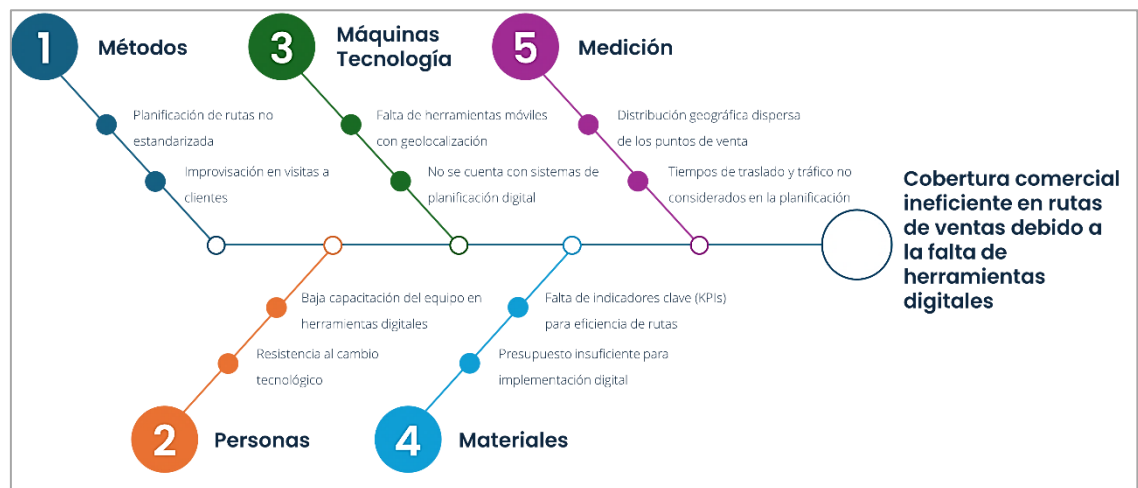 1
Métodos
Planificación de rutas no
estandarizada
Improvisación en visitas a
clientes
3
Máquinas
Tecnología
Falta de herramientas móviles
con geolocalización
No se cuenta con sistemas de
planificación digital
5
Medición
Distribución geográfica dispersa
de los puntos de venta
Tiempos de traslado y tráfico no
considerados en la planificación
Cobertura comercial
ineficiente en rutas
de ventas debido a
la falta de
herramientas
digitales
Baja capacitación del equipo en
herramientas digitales
Resistencia al cambio
tecnológico
2
Personas
Falta de indicadores clave (KPIs)
para eficiencia de rutas
Presupuesto insuficiente para
implementación digital
4
Materiales